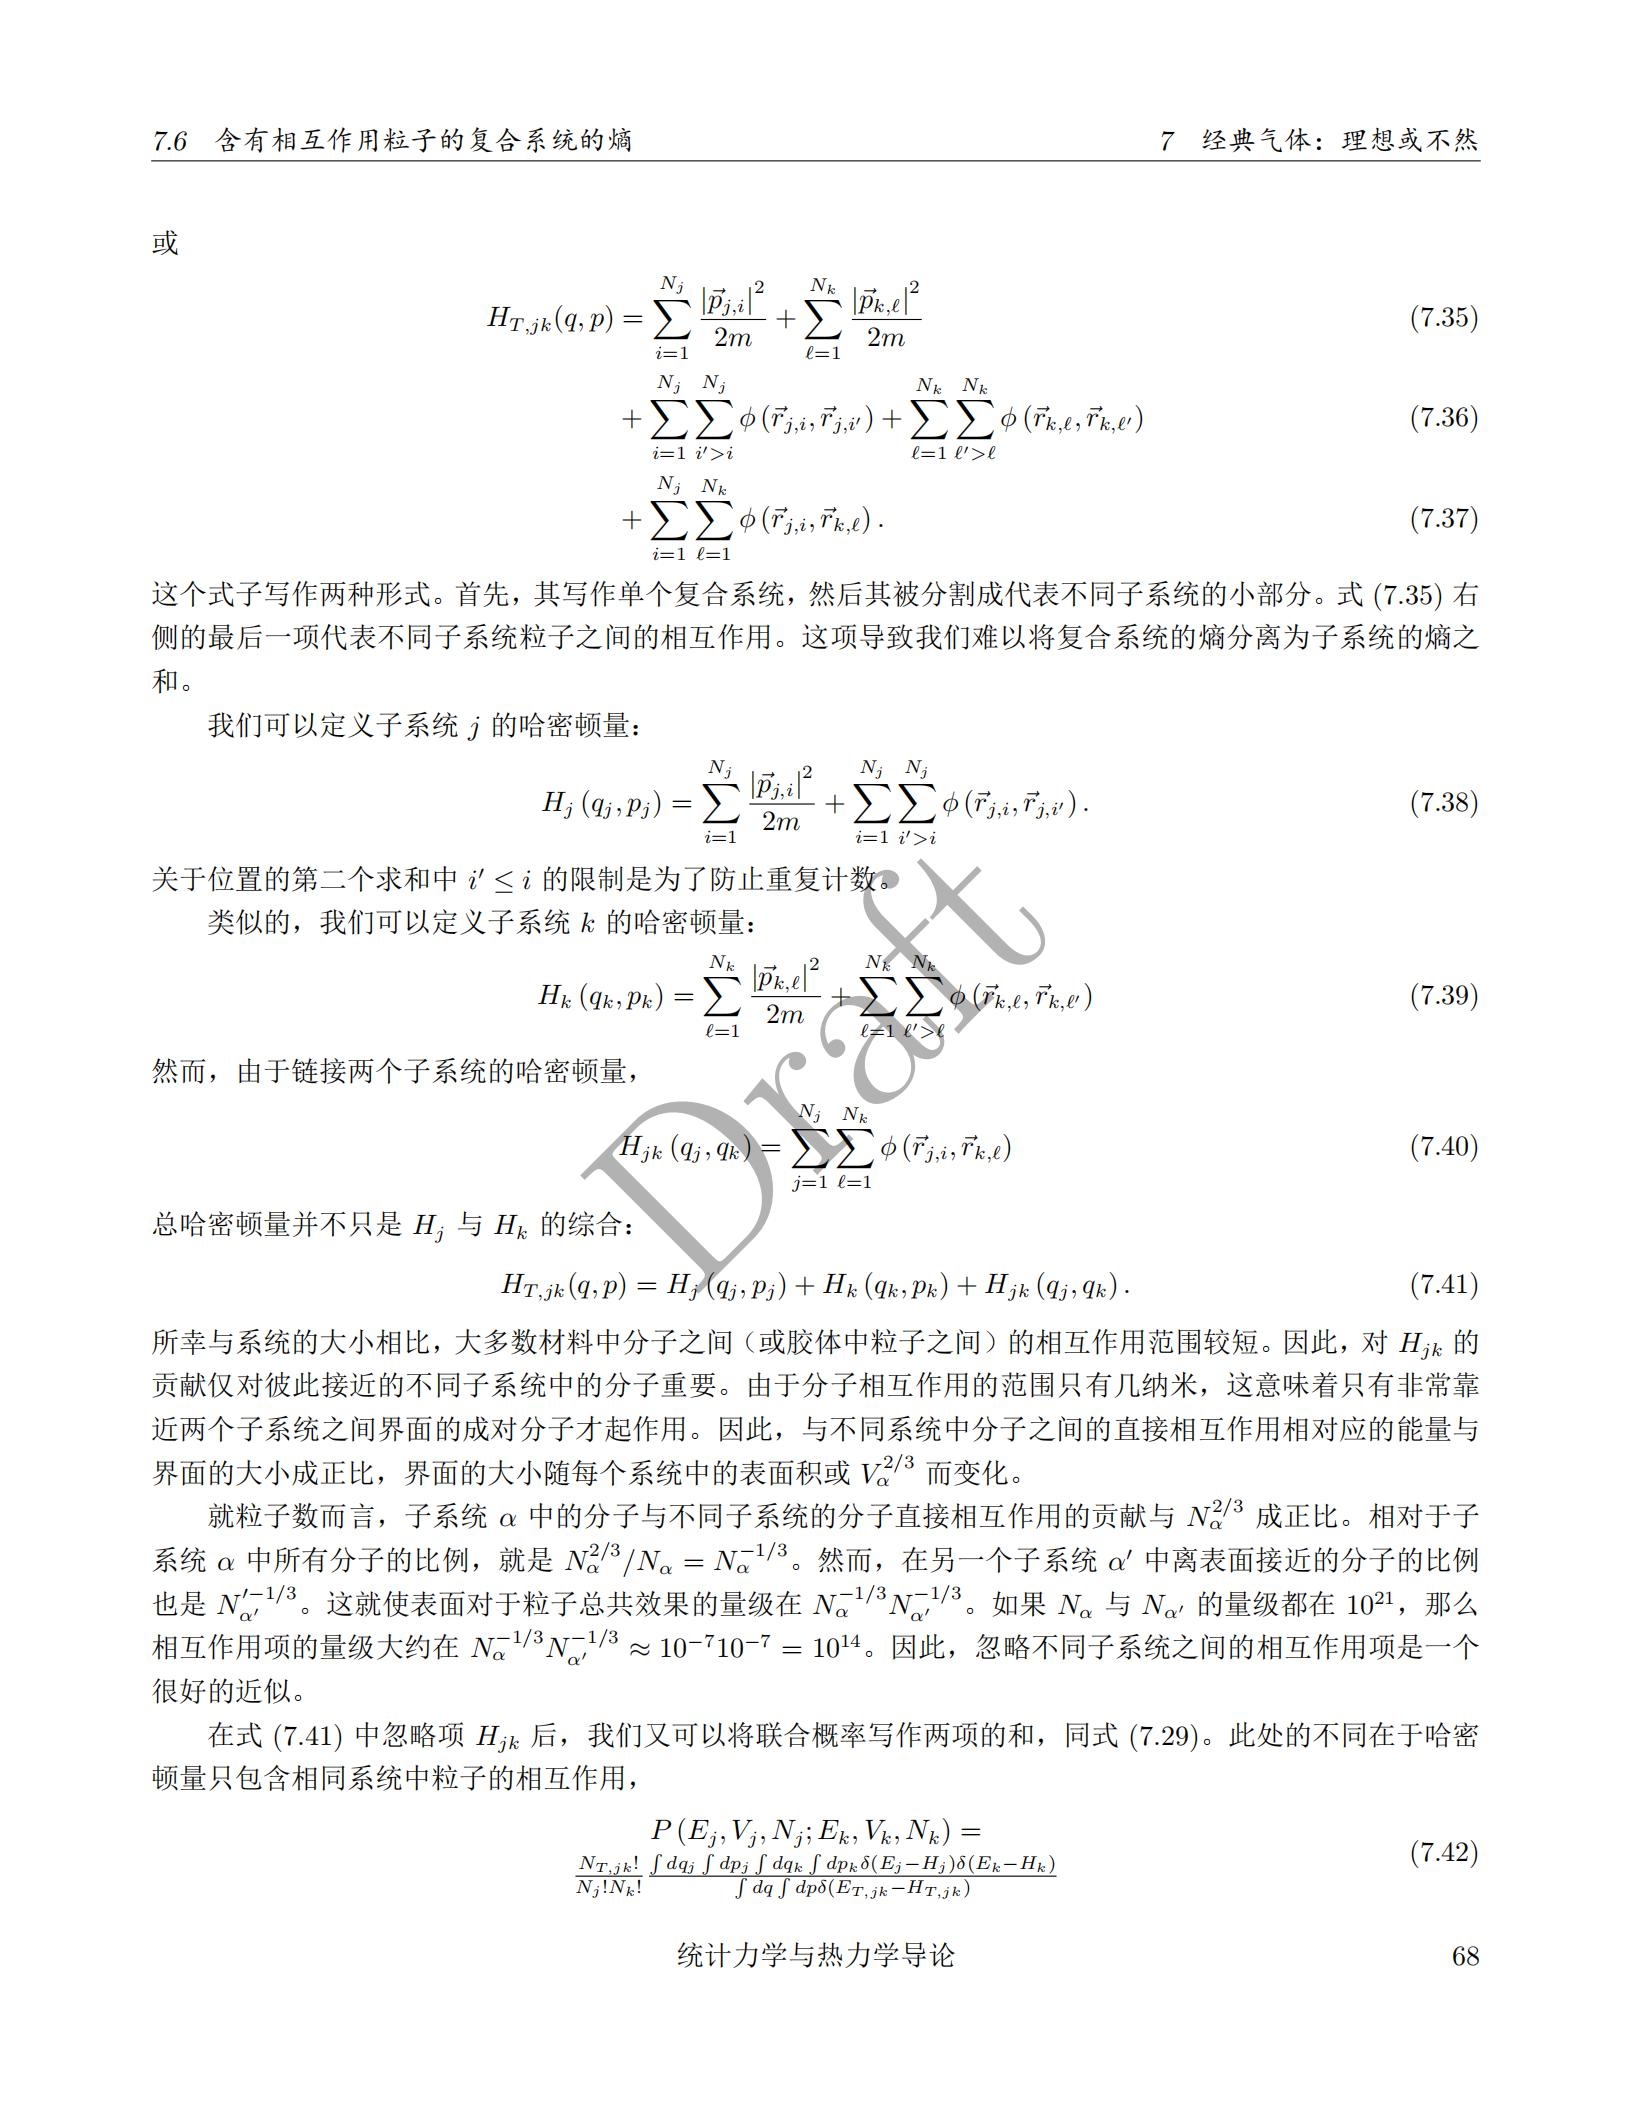 7.6 含有相互作用粒子的复合系统的熵 7 经典气体：理想或不然
或
$H_{T,jk}(q,p) = \sum_{i=1}^{N_j} \frac{|\vec{p}_{j,i}|^2}{2m} + \sum_{\ell=1}^{N_k} \frac{|\vec{p}_{k,\ell}|^2}{2m}$ (7.35)
$+ \sum_{i=1}^{N_j} \sum_{i'>i}^{N_j} \phi(\vec{r}_{j,i}, \vec{r}_{j,i'}) + \sum_{\ell=1}^{N_k} \sum_{\ell'>\ell}^{N_k} \phi(\vec{r}_{k,\ell}, \vec{r}_{k,\ell'})$ (7.36)
$+ \sum_{i=1}^{N_j} \sum_{\ell=1}^{N_k} \phi(\vec{r}_{j,i}, \vec{r}_{k,\ell}).$ (7.37)
这个式子写作两种形式。首先，其写作单个复合系统，然后其被分割成代表不同子系统的小部分。式 (7.35) 右
侧的最后一项代表不同子系统粒子之间的相互作用。这项导致我们难以将复合系统的熵分离为子系统的熵之
和。
我们可以定义子系统 $j$ 的哈密顿量：
$H_j(q_j, p_j) = \sum_{i=1}^{N_j} \frac{|\vec{p}_{j,i}|^2}{2m} + \sum_{i=1}^{N_j} \sum_{i'>i}^{N_j} \phi(\vec{r}_{j,i}, \vec{r}_{j,i'}).$ (7.38)
关于位置的第二个求和中 $i' \leq i$ 的限制是为了防止重复计数。
类似的，我们可以定义子系统 $k$ 的哈密顿量：
$H_k(q_k, p_k) = \sum_{\ell=1}^{N_k} \frac{|\vec{p}_{k,\ell}|^2}{2m} + \sum_{\ell=1}^{N_k} \sum_{\ell'>\ell}^{N_k} \phi(\vec{r}_{k,\ell}, \vec{r}_{k,\ell'})$ (7.39)
然而，由于链接两个子系统的哈密顿量，
$H_{jk}(q_j, q_k) = \sum_{j=1}^{N_j} \sum_{\ell=1}^{N_k} \phi(\vec{r}_{j,i}, \vec{r}_{k,\ell})$ (7.40)
总哈密顿量并不只是 $H_j$ 与 $H_k$ 的综合：
$H_{T,jk}(q,p) = H_j(q_j, p_j) + H_k(q_k, p_k) + H_{jk}(q_j, q_k).$ (7.41)
所幸与系统的大小相比，大多数材料中分子之间（或胶体中粒子之间）的相互作用范围较短。因此，对 $H_{jk}$ 的
贡献仅对彼此接近的不同子系统中的分子重要。由于分子相互作用的范围只有几纳米，这意味着只有非常靠
近两个子系统之间界面的成对分子才起作用。因此，与不同系统中分子之间的直接相互作用相对应的能量与
界面的大小成正比，界面的大小随每个系统中的表面积或 $V_\alpha^{2/3}$ 而变化。
就粒子数而言，子系统 $\alpha$ 中的分子与不同子系统的分子直接相互作用的贡献与 $N_\alpha^{2/3}$ 成正比。相对于子
系统 $\alpha$ 中所有分子的比例，就是 $N_\alpha^{2/3}/N_\alpha = N_\alpha^{-1/3}$。然而，在另一个子系统 $\alpha'$ 中离表面接近的分子的比例
也是 $N_{\alpha'}^{\prime -1/3}$。这就使表面对于粒子总共效果的量级在 $N_\alpha^{-1/3} N_{\alpha'}^{-1/3}$。如果 $N_\alpha$ 与 $N_{\alpha'}$ 的量级都在 $10^{21}$，那么
相互作用项的量级大约在 $N_\alpha^{-1/3} N_{\alpha'}^{-1/3} \approx 10^{-7}10^{-7} = 10^{14}$。因此，忽略不同子系统之间的相互作用项是一个
很好的近似。
在式 (7.41) 中忽略项 $H_{jk}$ 后，我们又可以将联合概率写作两项的和，同式 (7.29)。此处的不同在于哈密
顿量只包含相同系统中粒子的相互作用，
$P(E_j, V_j, N_j; E_k, V_k, N_k) =$
$\frac{N_{T,jk}!}{N_j!N_k!} \frac{\int dq_j \int dp_j \int dq_k \int dp_k \delta(E_j-H_j)\delta(E_k-H_k)}{\int dq \int dp \delta(E_{T,jk}-H_{T,jk})}$ (7.42)
统计力学与热力学导论 68
Draft